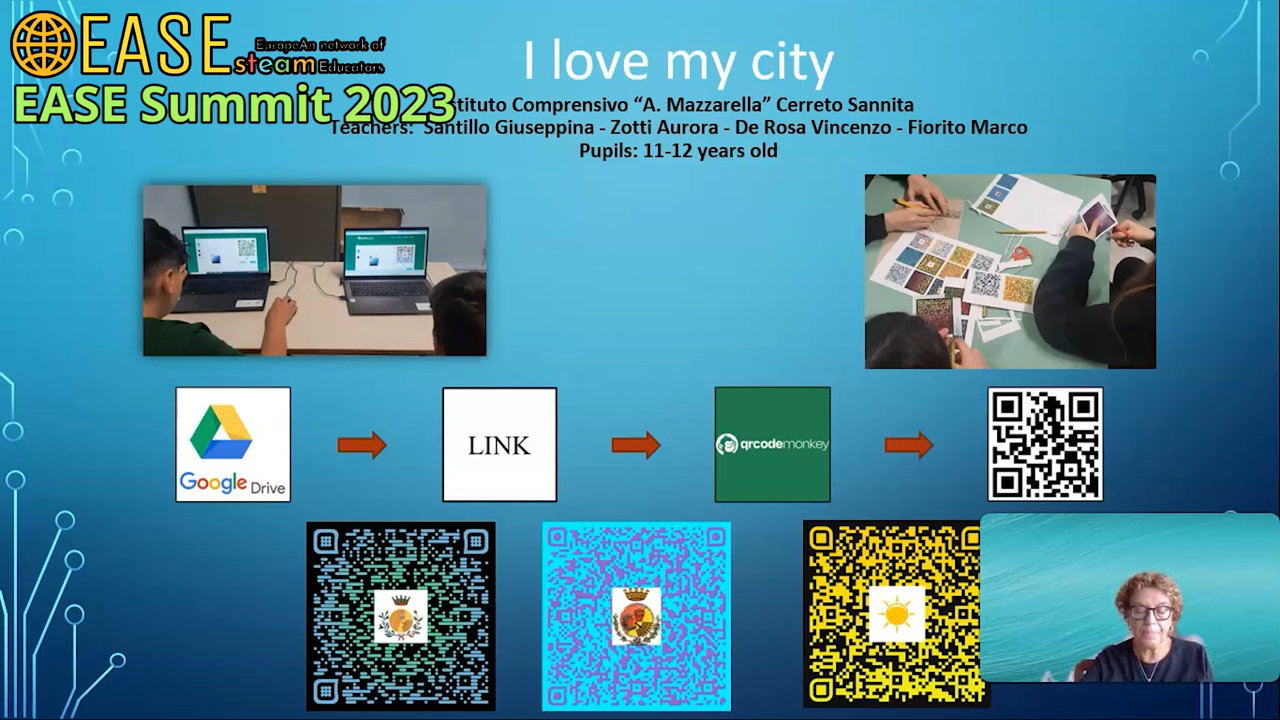 EASE
EuropeAn network of
steam Educators
EASE Summit 2023
I love my city
stituto Comprensivo “A. Mazzarella” Cerreto Sannita
Teachers: Santillo Giuseppina - Zotti Aurora - De Rosa Vincenzo - Fiorito Marco
Pupils: 11-12 years old
Google Drive
LINK
qrcodemonkey